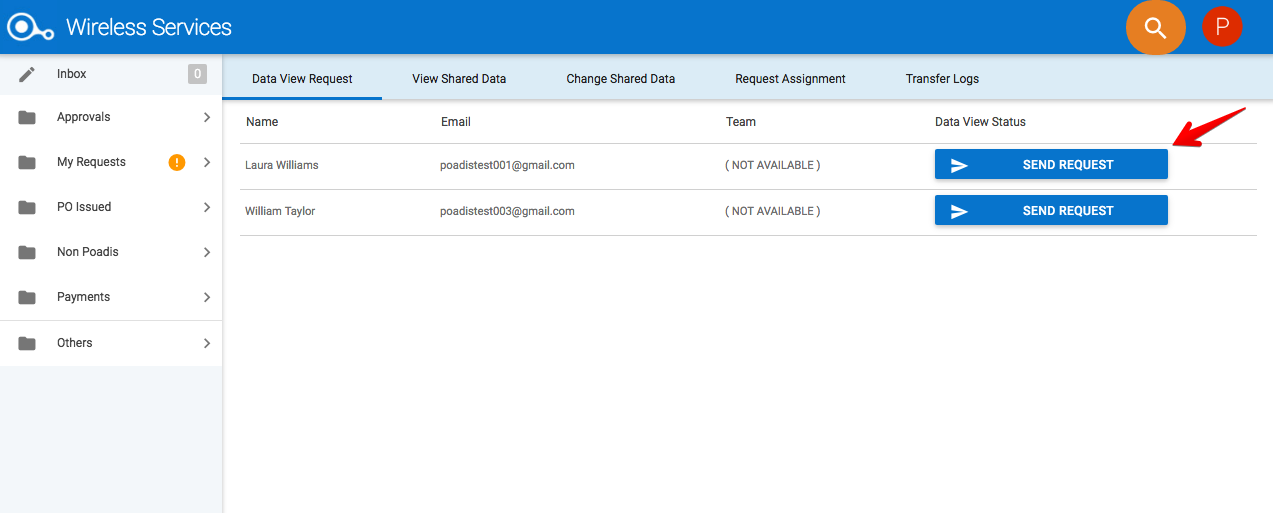 Wireless Services
P
Inbox
0
Approvals
My Requests
!
PO Issued
Non Poadis
Payments
Others
Data View Request View Shared Data Change Shared Data Request Assignment Transfer Logs
Name Email Team Data View Status
Laura Williams poadistest001@gmail.com ( NOT AVAILABLE ) SEND REQUEST
William Taylor poadistest003@gmail.com ( NOT AVAILABLE ) SEND REQUEST